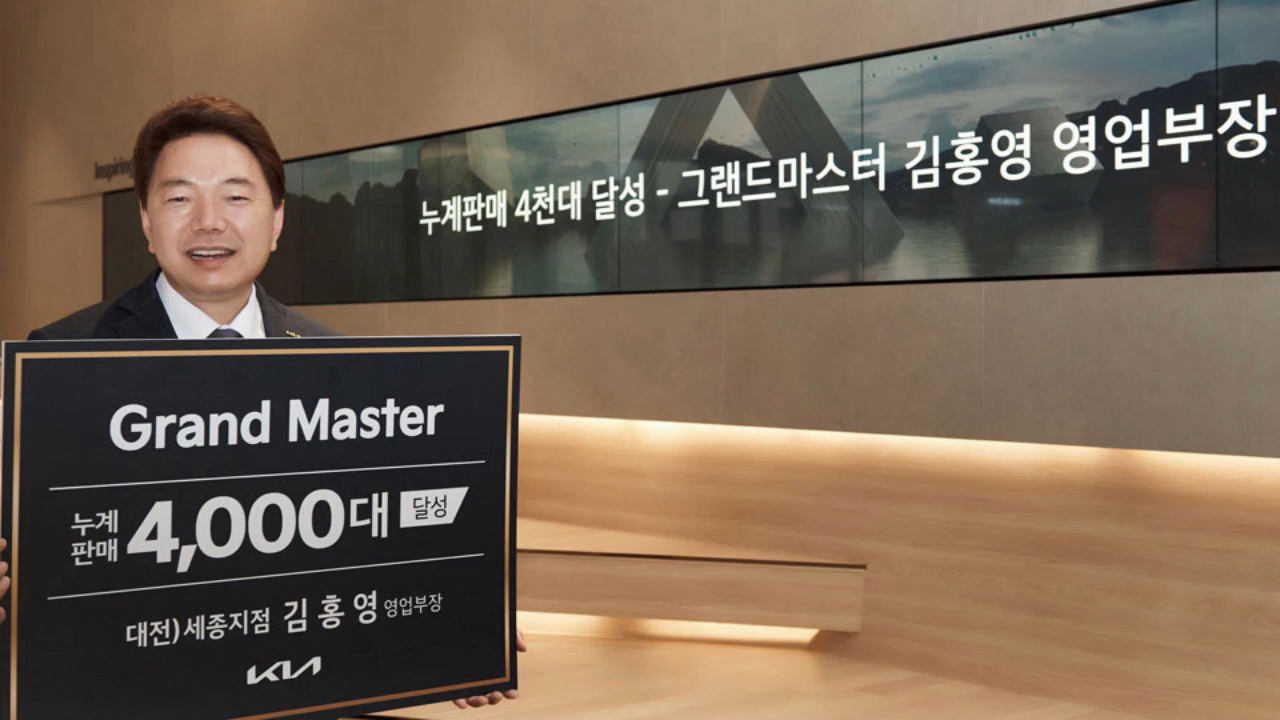 Inspiring
누계판매 4천대 달성 - 그랜드마스터 김홍영 영업부장
Grand Master
누계
판매 4,000대 달성
대전)세종지점 김홍영 영업부장
KIA